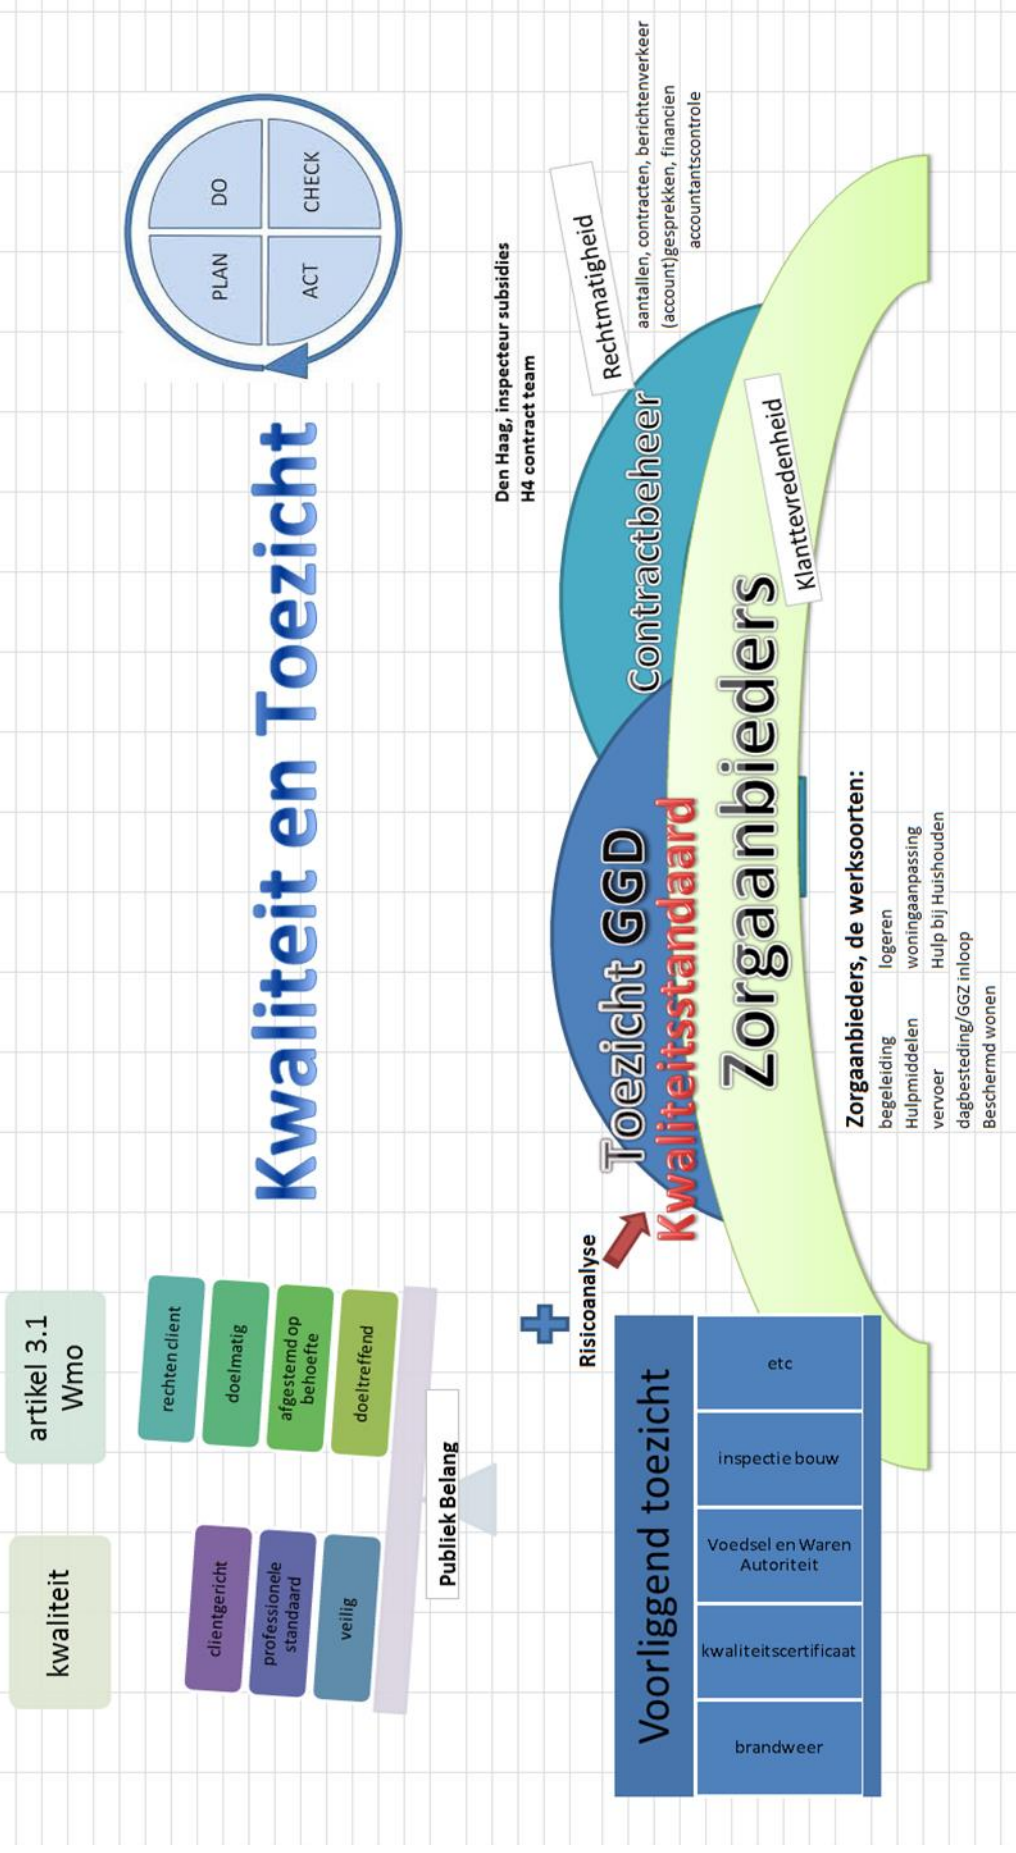 kwaliteit
artikel 3.1
Wmo
clientgericht
professionele
standaard
veilig
rechten client
doelmatig
afgestemd op
behoefte
doeltreffend
Publiek Belang
Kwaliteit en Toezicht
PLAN
DO
ACT
CHECK
Den Haag, inspecteur subsidies
H4 contract team
Rechtmatigheid
aantallen, contracten, berichtenverkeer
(account)gesprekken, financien
accountantscontrole
Risicoanalyse
Toezicht GGD
Kwaliteitsstandaard
Contractbeheer
Zorgaanbieders
Klanttevredenheid
Voorliggend toezicht
brandweer
kwaliteitscertificaat
Voedsel en Waren
Autoriteit
inspectie bouw
etc
Zorgaanbieders, de werksoorten:
begeleiding logeren
Hulpmiddelen woningaanpassing
vervoer Hulp bij Huishouden
dagbesteding/GGZ inloop
Beschermd wonen